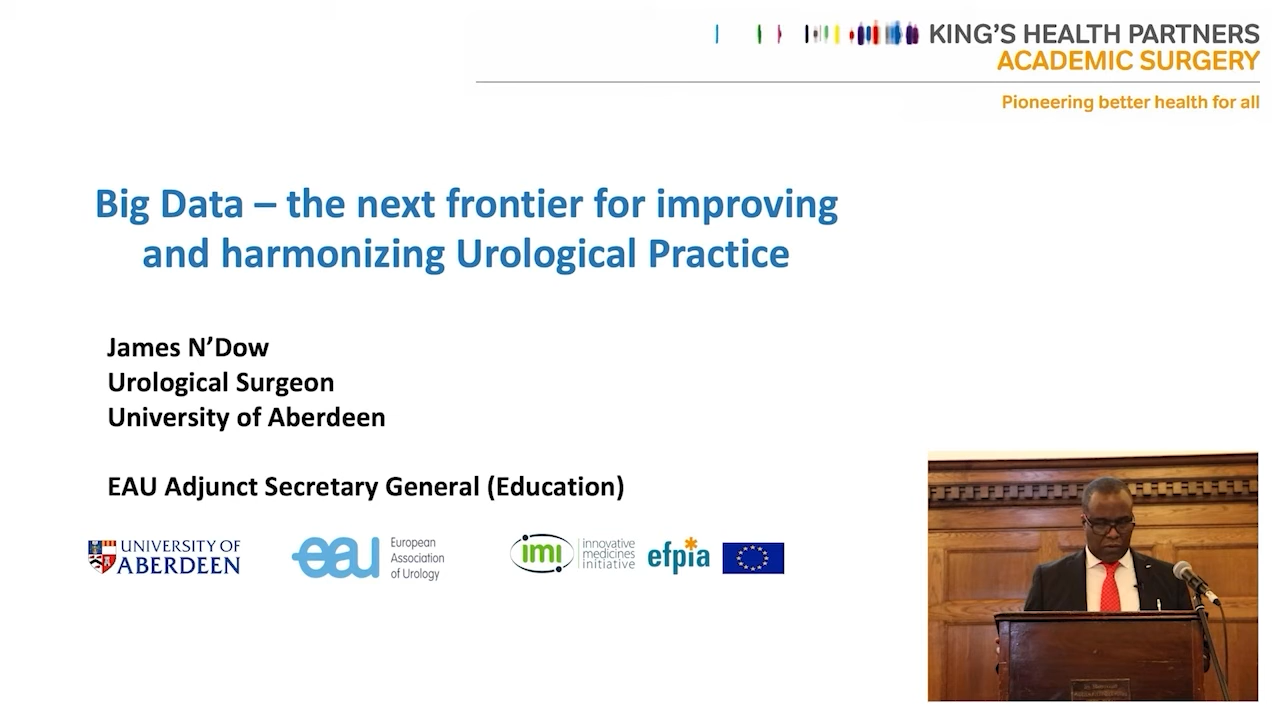 KING'S HEALTH PARTNERS
ACADEMIC SURGERY
Pioneering better health for all
Big Data – the next frontier for improving
and harmonizing Urological Practice
James N'Dow
Urological Surgeon
University of Aberdeen
EAU Adjunct Secretary General (Education)
UNIVERSITY OF
ABERDEEN
eau
European
Association
of Urology
imi
innovative
medicines
initiative
efpia